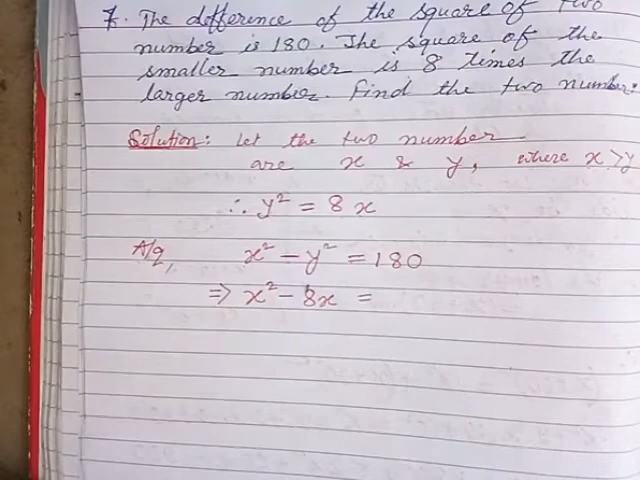 7. The difference of the square of two
number is 180. The square of the
smaller number is 8 times the
larger number. Find the two number:
Solution: Let the two number
are x & y, where x > y
∴ y² = 8x
A/q, x² - y² = 180
⇒ x² - 8x =